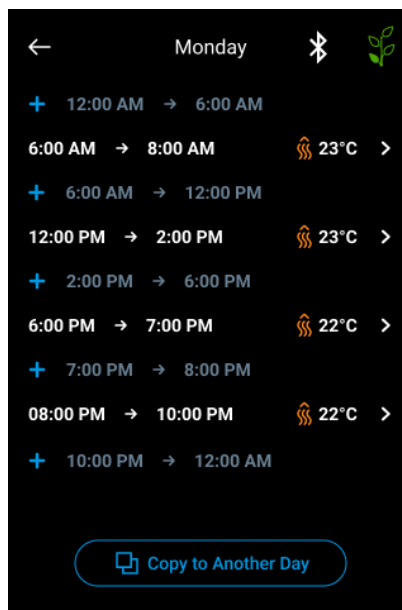 Monday
+ 12:00 AM → 6:00 AM
6:00 AM → 8:00 AM 23°C >
+ 6:00 AM → 12:00 PM
12:00 PM → 2:00 PM 23°C >
+ 2:00 PM → 6:00 PM
6:00 PM → 7:00 PM 22°C >
+ 7:00 PM → 8:00 PM
08:00 PM → 10:00 PM 22°C >
+ 10:00 PM → 12:00 AM
Copy to Another Day